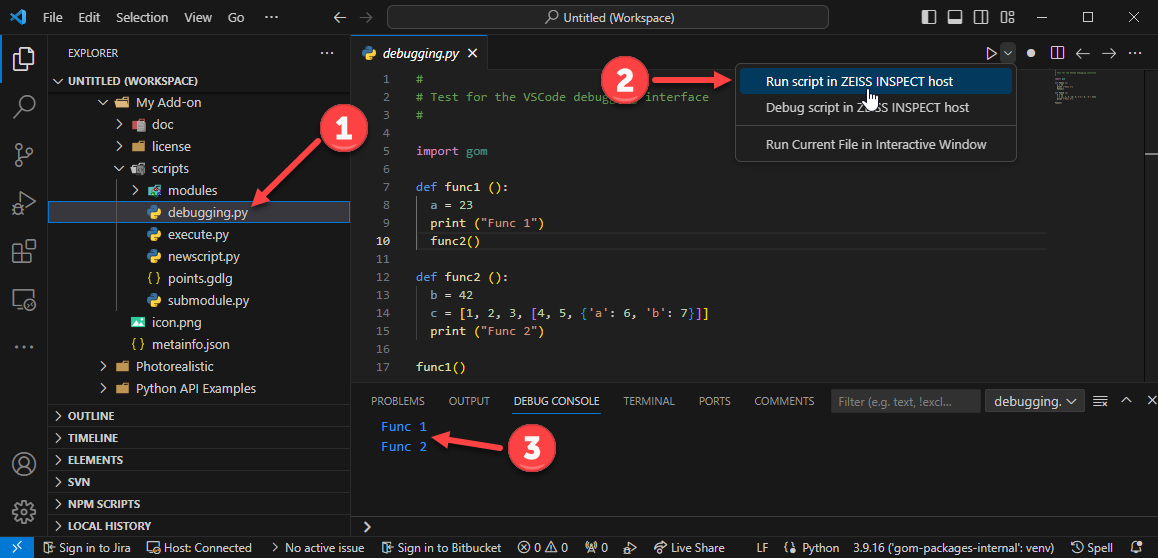 File Edit Selection View Go ···
Untitled (Workspace)
EXPLORER
UNTITLED (WORKSPACE)
My Add-on
doc
license
scripts
modules
debugging.py
execute.py
newscript.py
{} points.gdlg
submodule.py
icon.png
{} metainfo.json
Photorealistic
Python API Examples
OUTLINE
TIMELINE
ELEMENTS
SVN
NPM SCRIPTS
LOCAL HISTORY
1
debugging.py
2
Run script in ZEISS INSPECT host
Debug script in ZEISS INSPECT host
Run Current File in Interactive Window
1 #
2 # Test for the VSCode debugging interface
3 #
4
5 import gom
6
7 def func1 ():
8 a = 23
9 print ("Func 1")
10 func2()
11
12 def func2 ():
13 b = 42
14 c = [1, 2, 3, [4, 5, {'a': 6, 'b': 7}]]
15 print ("Func 2")
16
17 func1()
PROBLEMS OUTPUT DEBUG CONSOLE TERMINAL PORTS COMMENTS Filter (e.g. text, !excl... debugging.
Func 1
Func 2
3
Sign in to Jira Host: Connected No active issue Sign in to Bitbucket 0 0 0 Live Share LF {} Python 3.9.16 ('gom-packages-internal': venv) Spell